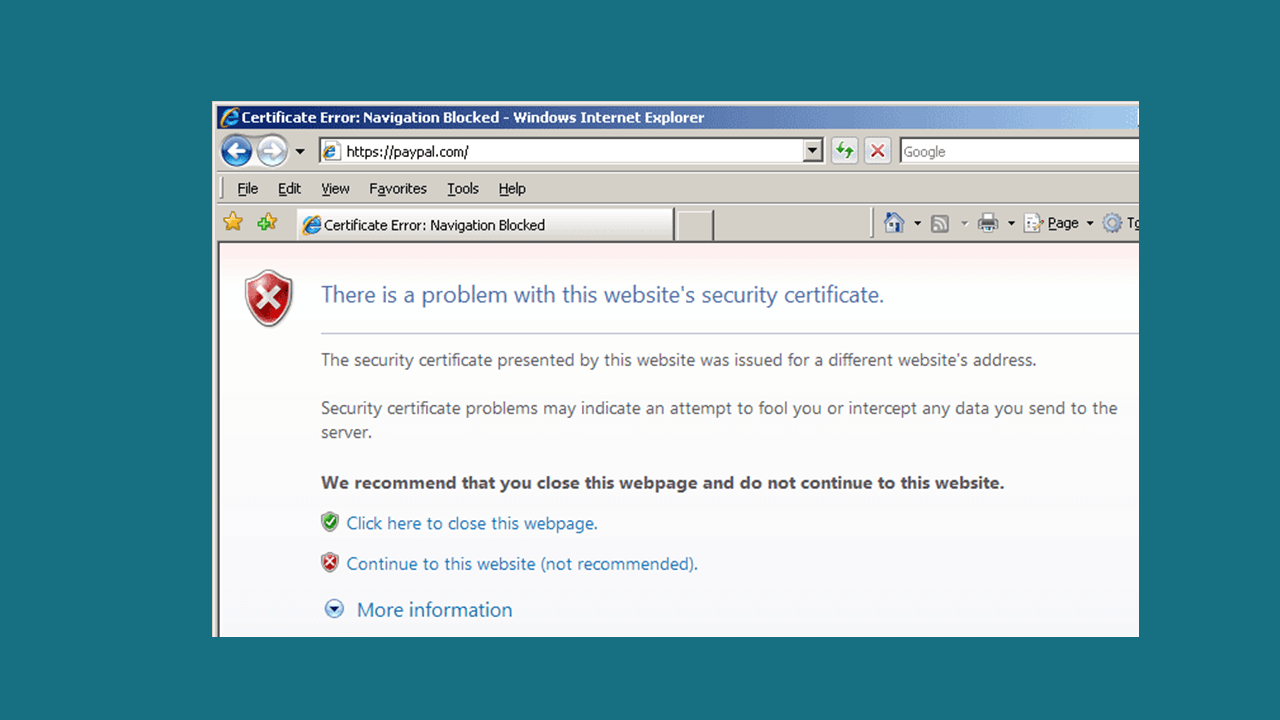 Certificate Error: Navigation Blocked - Windows Internet Explorer
https://paypal.com/
Google
File Edit View Favorites Tools Help
Certificate Error: Navigation Blocked
Page
There is a problem with this website's security certificate.
The security certificate presented by this website was issued for a different website's address.
Security certificate problems may indicate an attempt to fool you or intercept any data you send to the
server.
We recommend that you close this webpage and do not continue to this website.
Click here to close this webpage.
Continue to this website (not recommended).
More information